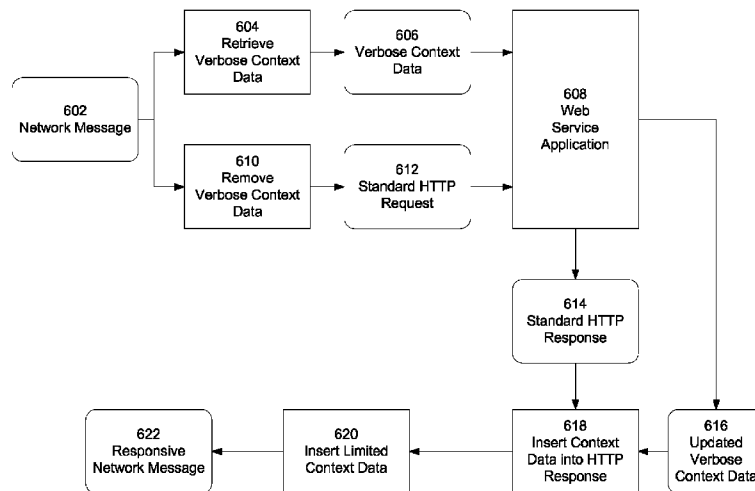 604
Retrieve
Verbose Context
Data
606
Verbose Context
Data
602
Network Message
608
Web
Service
Application
610
Remove
Verbose Context
Data
612
Standard HTTP
Request
614
Standard HTTP
Response
622
Responsive
Network Message
620
Insert Limited
Context Data
618
Insert Context
Data into HTTP
Response
616
Updated
Verbose
Context Data